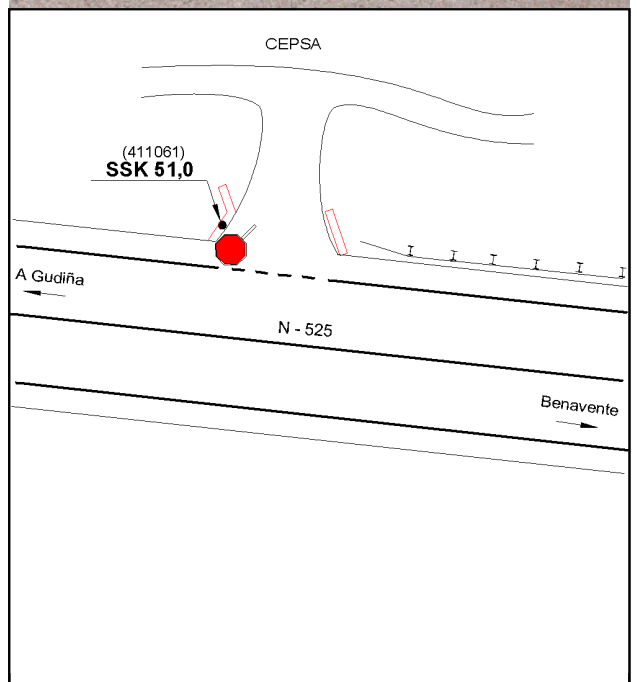 CEPSA
(411061)
SSK 51,0
A Gudiña
N - 525
Benavente